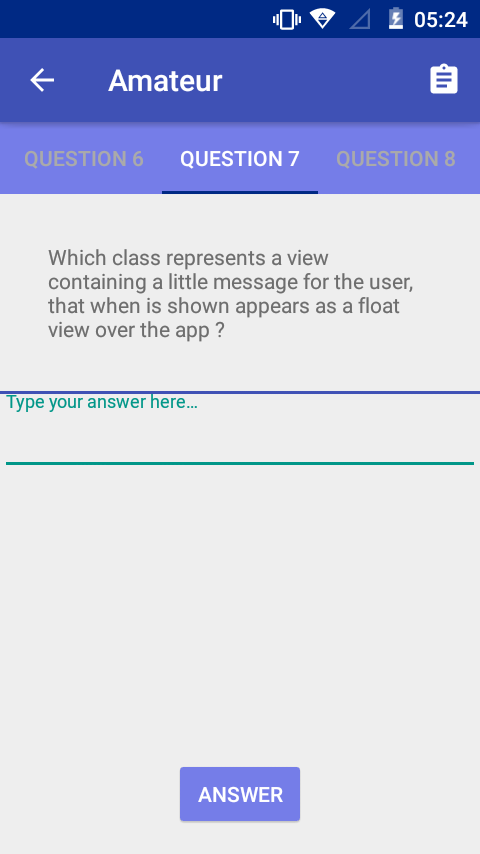 05:24
Amateur
QUESTION 6
QUESTION 7
QUESTION 8
Which class represents a view
containing a little message for the user,
that when is shown appears as a float
view over the app ?
Type your answer here...
ANSWER